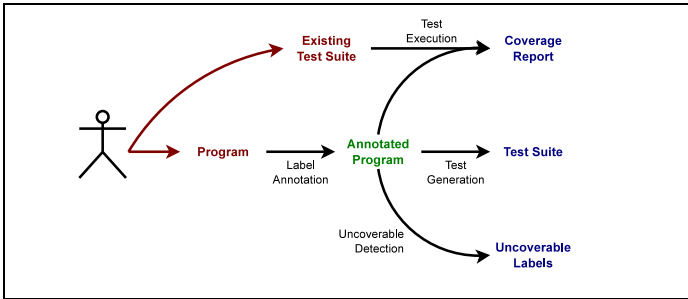 Existing
Test Suite
Test
Execution
Coverage
Report
Program
Label
Annotation
Annotated
Program
Test
Generation
Test Suite
Uncoverable
Detection
Uncoverable
Labels